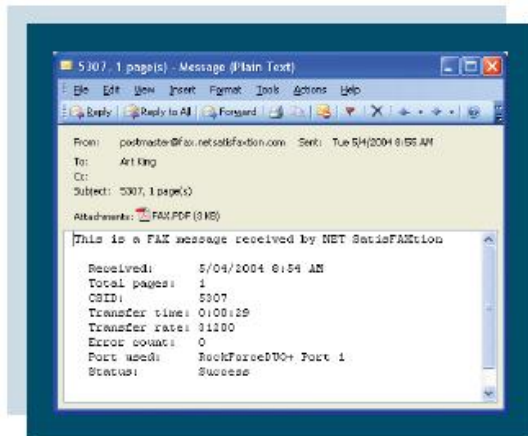 5307, 1 page(s) - Message (Plain Text)
File Edit View Insert Format Tools Actions Help
Reply Reply to All Forward
From: postmaster@fax.netsatisfaxtion.com Sent: Tue 5/4/2004 8:55 AM
To: Art King
Cc:
Subject: 5307, 1 page(s)
Attachments: FAX.PDF (3 KB)
This is a FAX message received by NET SatisFAXtion
Received: 5/04/2004 8:54 AM
Total pages: 1
CSID: 5307
Transfer time: 0:00:29
Transfer rate: 31200
Error count: 0
Port used: RockForceDUO+ Port 1
Status: Success